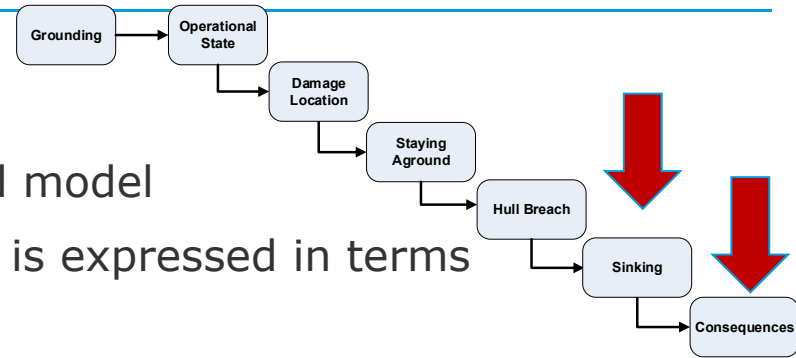 Grounding
Operational
State
Damage
Location
Staying
Aground
l model
Hull Breach
is expressed in terms
Sinking
Consequences